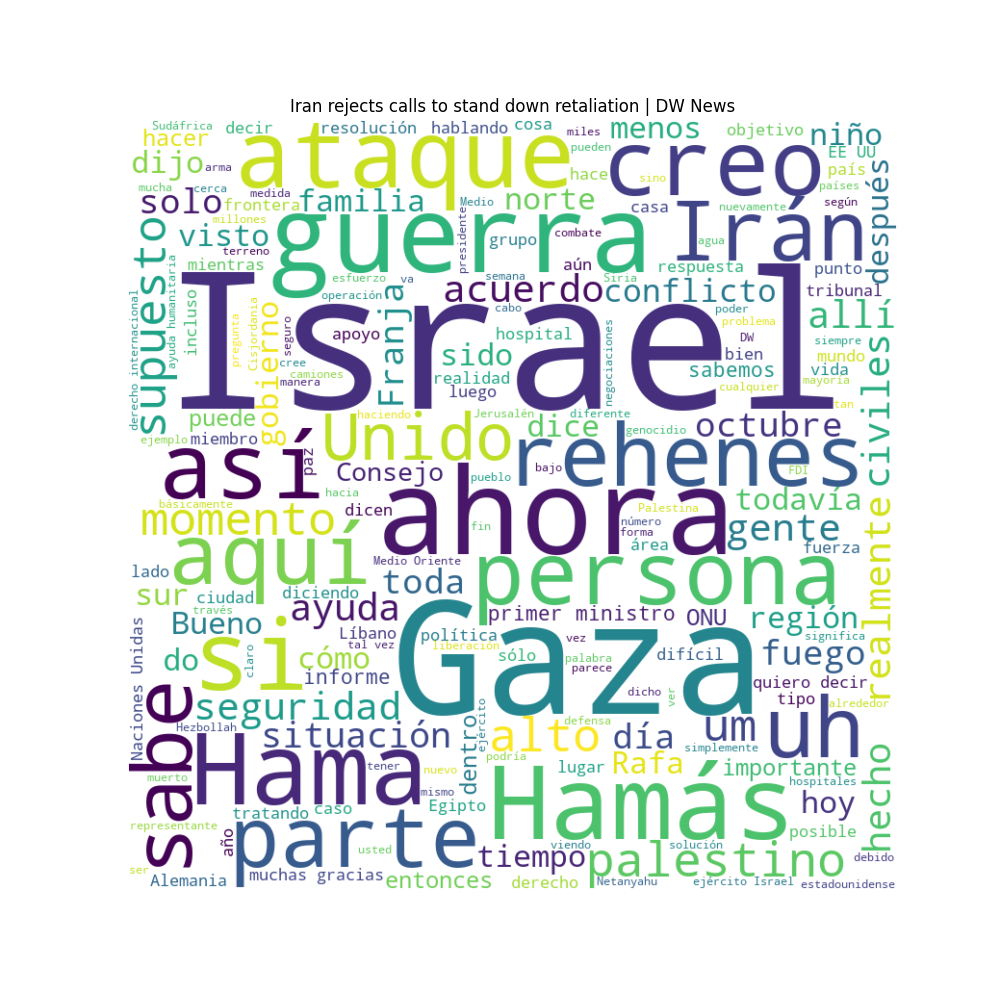 Iran rejects calls to stand down retaliation | DW News
Sudáfrica
decir
resolución
hablando
cosa
miles
menos
objetivo
niño
hacer
ataque
pueden
creo
EE UU
dijo
arma
hace
sino
país
después
mucha
cerca
medida
familia
Medio
norte
casa
nuevamente
países
según
solo
frontera
millones
guerra
presidente
combate
Irán
supuesto
visto
terreno
grupo
agua
mientras
esfuerzo
va
semana
aún
Siria
respuesta
punto
derecho internacional
ayuda humanitaria
incluso
Israel
operación
Franja
acuerdo
conflicto
tribunal
pregunta
Cisjordania
gobierno
seguro
apoyo
cabo
hospital
negociaciones
poder
problema
DW
allí
siempre
cree
camiones
manera
sido
realidad
luego
sabemos
bien
cualquier
mundo
vida
mayoría
civiles
puede
haciendo
Jerusalén
diferente
tan
ejemplo
miembro
Unido
dice
genocidio
octubre
así
paz
Consejo
rehenes
bajo
pueblo
FDI
hacia
ahora
básicamente
dicen
Palestina
todavía
realmente
momento
fin
número
forma
gente
aquí
área
fuerza
lado
Medio Oriente
toda
persona
sur
ciudad
diciendo
través
ayuda
primer ministro
ONU
región
Bueno
Líbano
política
vez
significa
Naciones Unidas
si
tal vez
liberación
Gaza
do
claro
cómo
sólo
palabra
difícil
fuego
informe
parece
quiero decir
sabe
dicho
ver
tipo
alrededor
seguridad
Hezbollah
situación
dentro
ejército
alto
defensa
día
um
uh
simplemente
hecho
muerto
Hama
tener
nuevo
podría
lugar
Rafa
importante
hospitales
mismo
Hamás
tratando
caso
Egipto
hoy
representante
año
parte
posible
usted
tiempo
viendo
solución
palestino
debido
ser
Alemania
muchas gracias
entonces
derecho
Netanyahu
ejército Israel
estadounidense